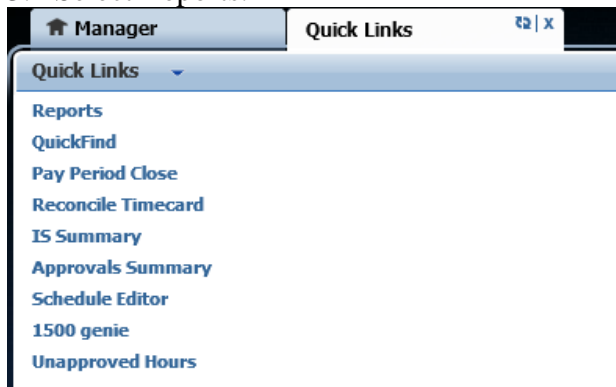 Manager
Quick Links
x
Quick Links
Reports
QuickFind
Pay Period Close
Reconcile Timecard
IS Summary
Approvals Summary
Schedule Editor
1500 genie
Unapproved Hours